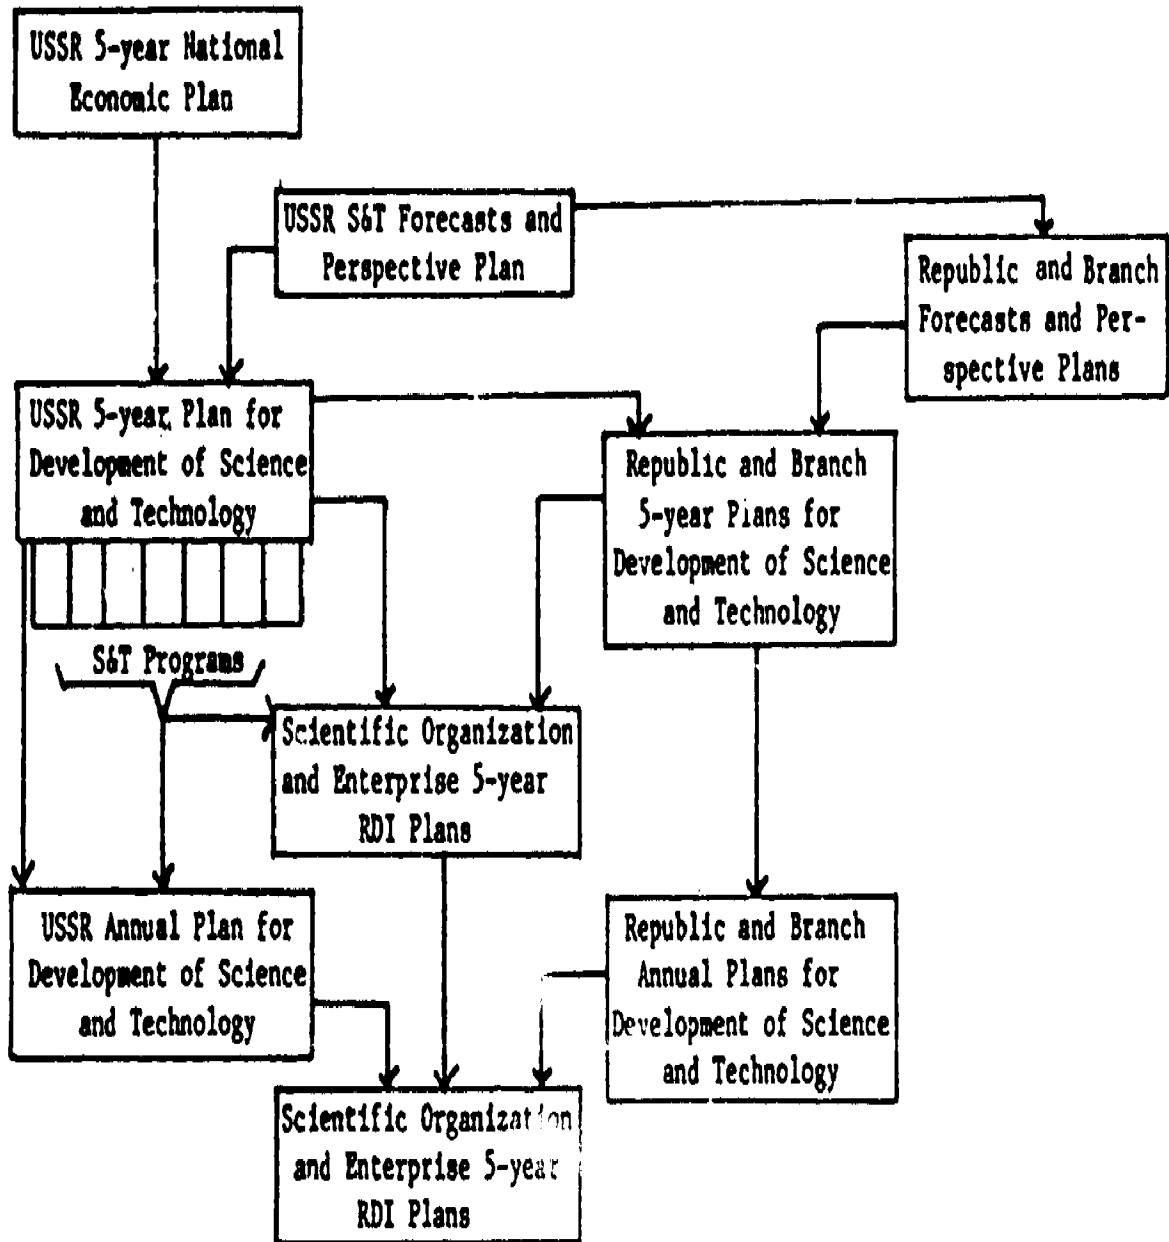 USSR 5-year National
Economic Plan
USSR S&T Forecasts and
Perspective Plan
Republic and Branch
Forecasts and Per-
spective Plans
USSR 5-year Plan for
Development of Science
and Technology
Republic and Branch
5-year Plans for
Development of Science
and Technology
S&T Programs
Scientific Organization
and Enterprise 5-year
RDI Plans
USSR Annual Plan for
Development of Science
and Technology
Republic and Branch
Annual Plans for
Development of Science
and Technology
Scientific Organization
and Enterprise 5-year
RDI Plans